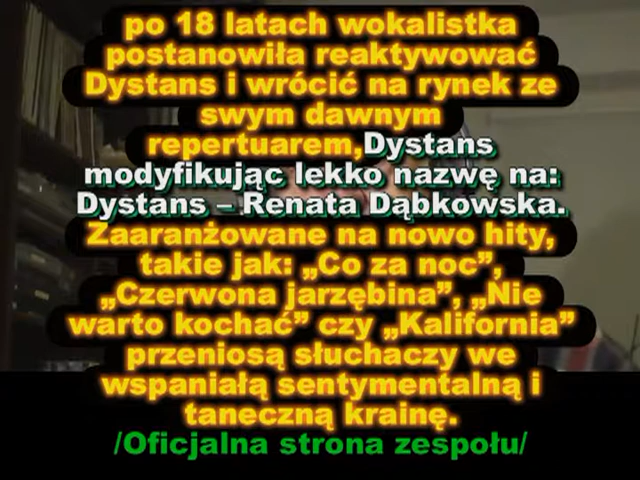 po 18 latach wokalistka
postanowiła reaktywować
Dystans i wrócić na rynek ze
swym dawnym
repertuarem,Dystans
modyfikując lekko nazwę na:
Dystans – Renata Dąbkowska.
Zaaranżowane na nowo hity,
takie jak: „Co za noc”,
„Czerwona jarzębina”, „Nie
warto kochać” czy „Kalifornia”
przeniosą słuchaczy we
wspaniałą sentymentalną i
taneczną krainę.
/Oficjalna strona zespołu/